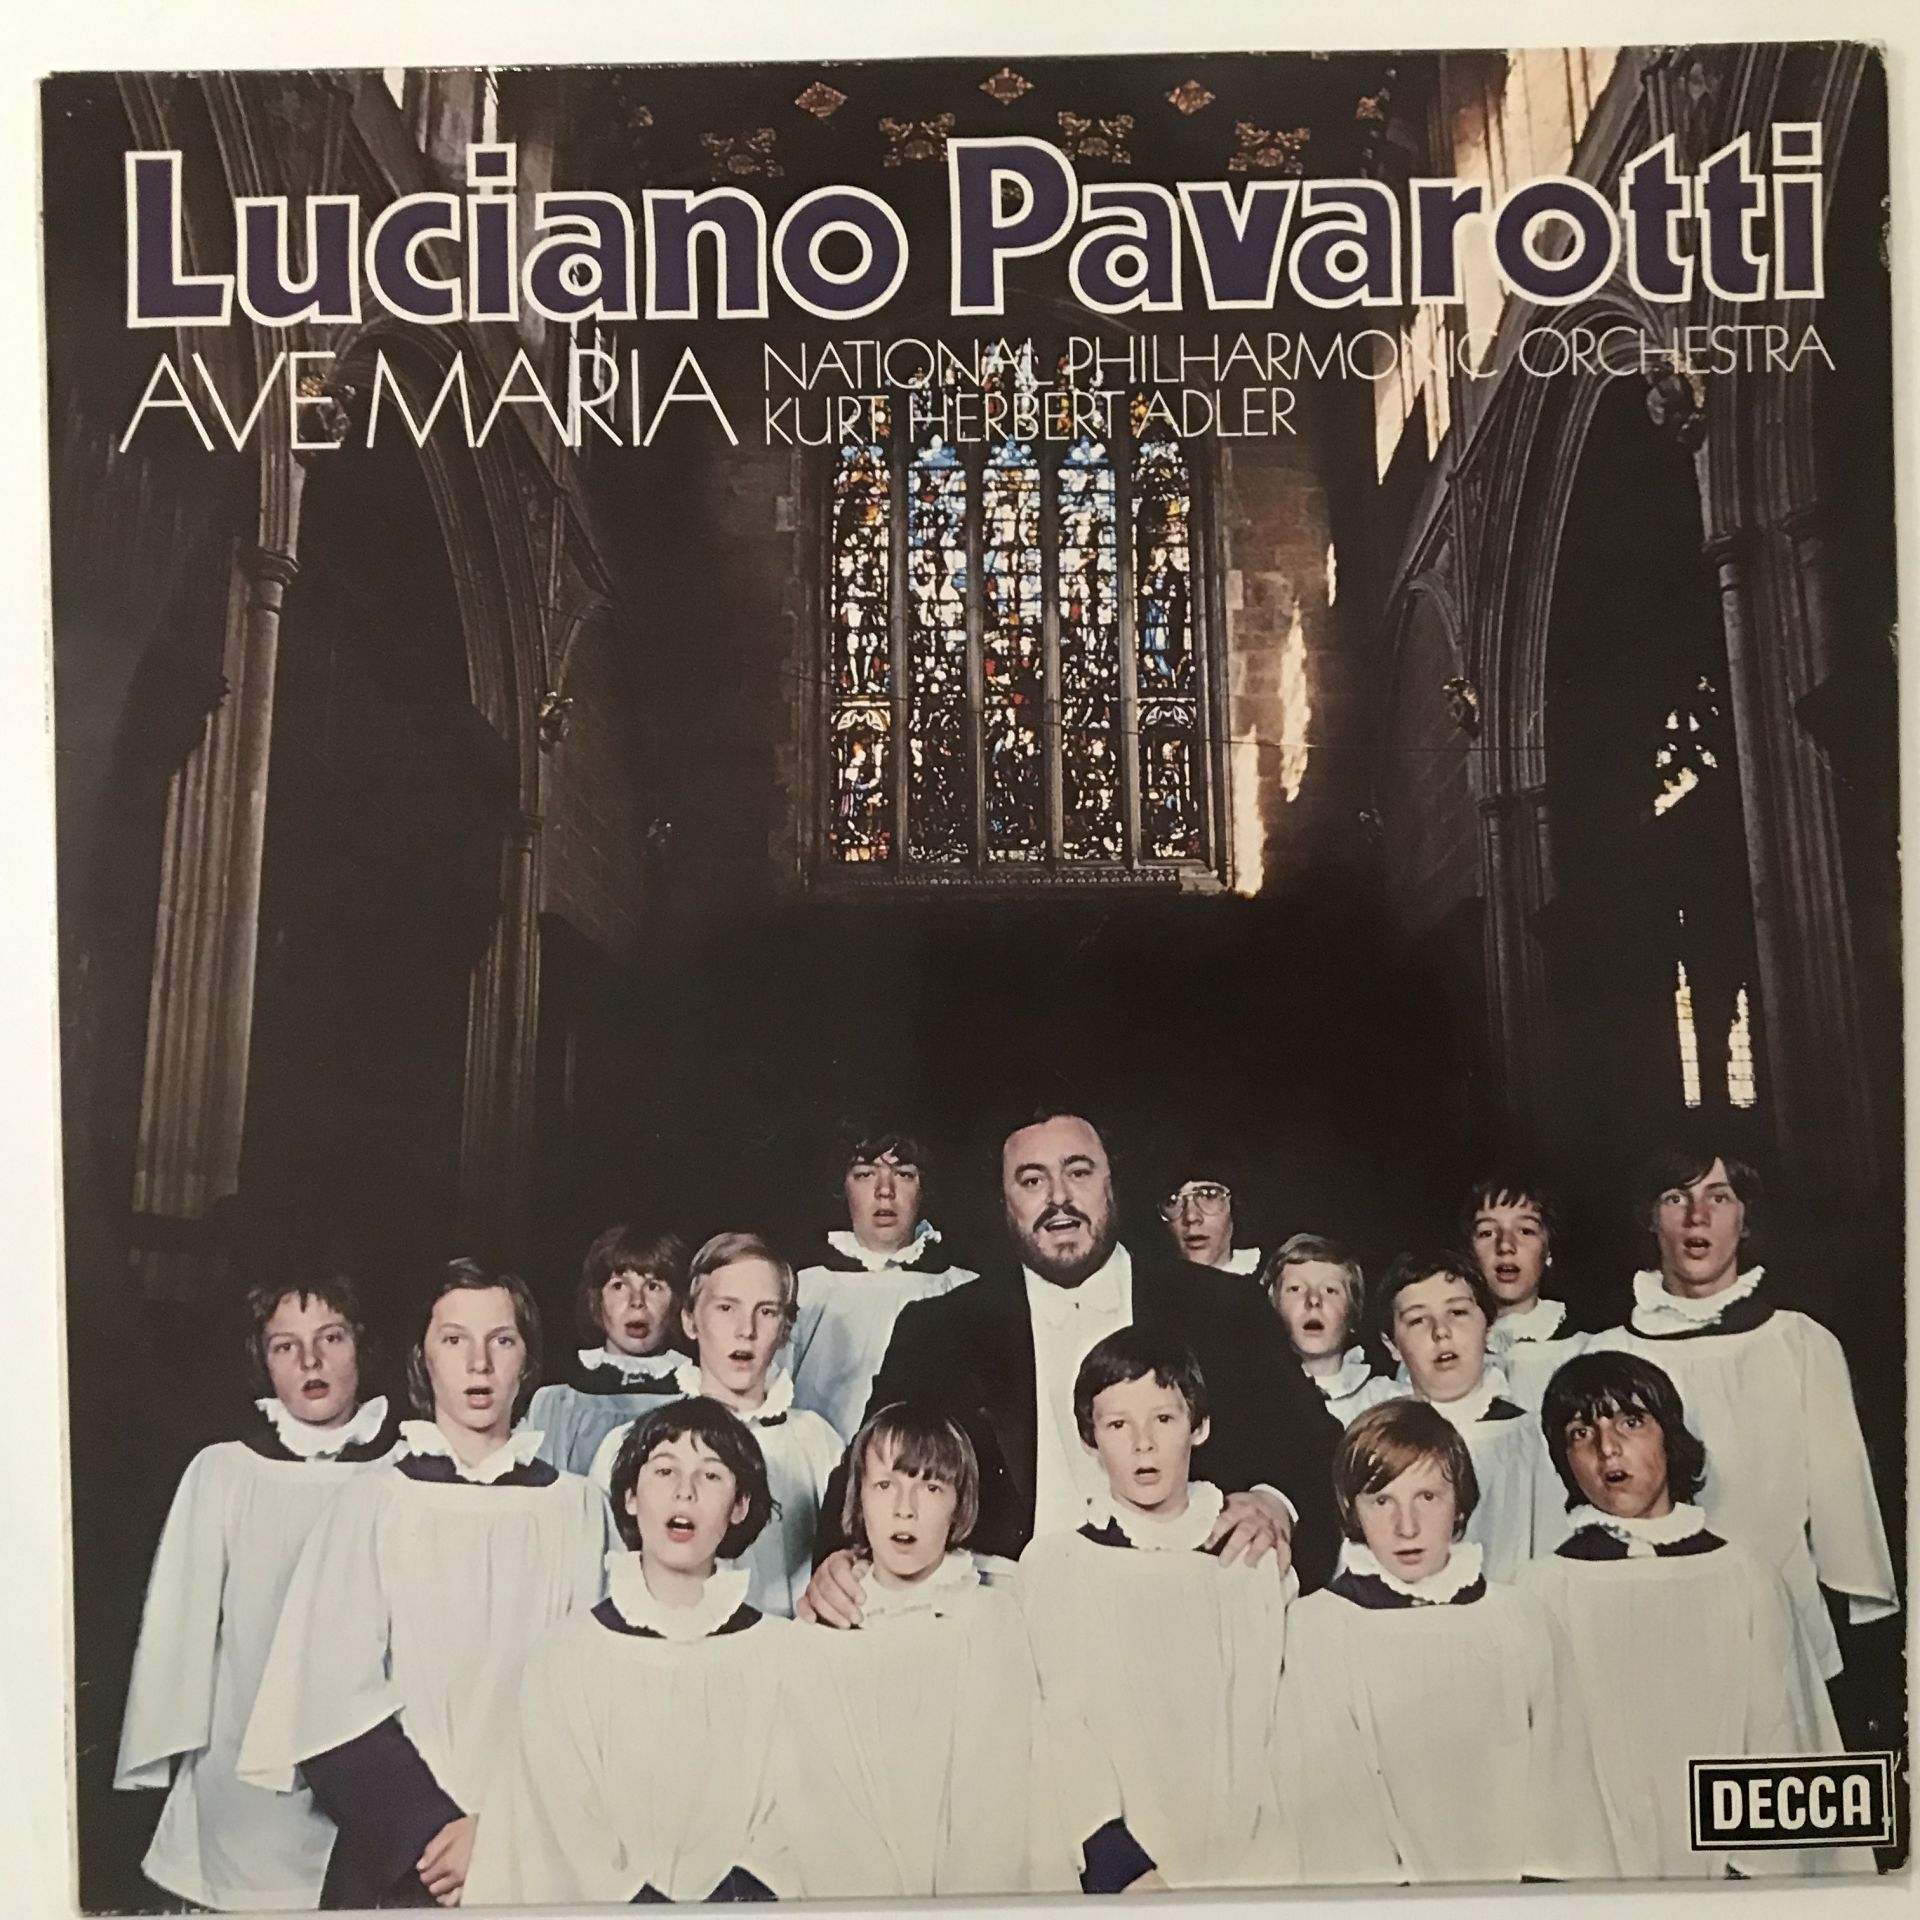 Luciano Pavarotti
AVE MARIA
NATIONAL PHILHARMONIC ORCHESTRA
KURT HERBERT ADLER
DECCA